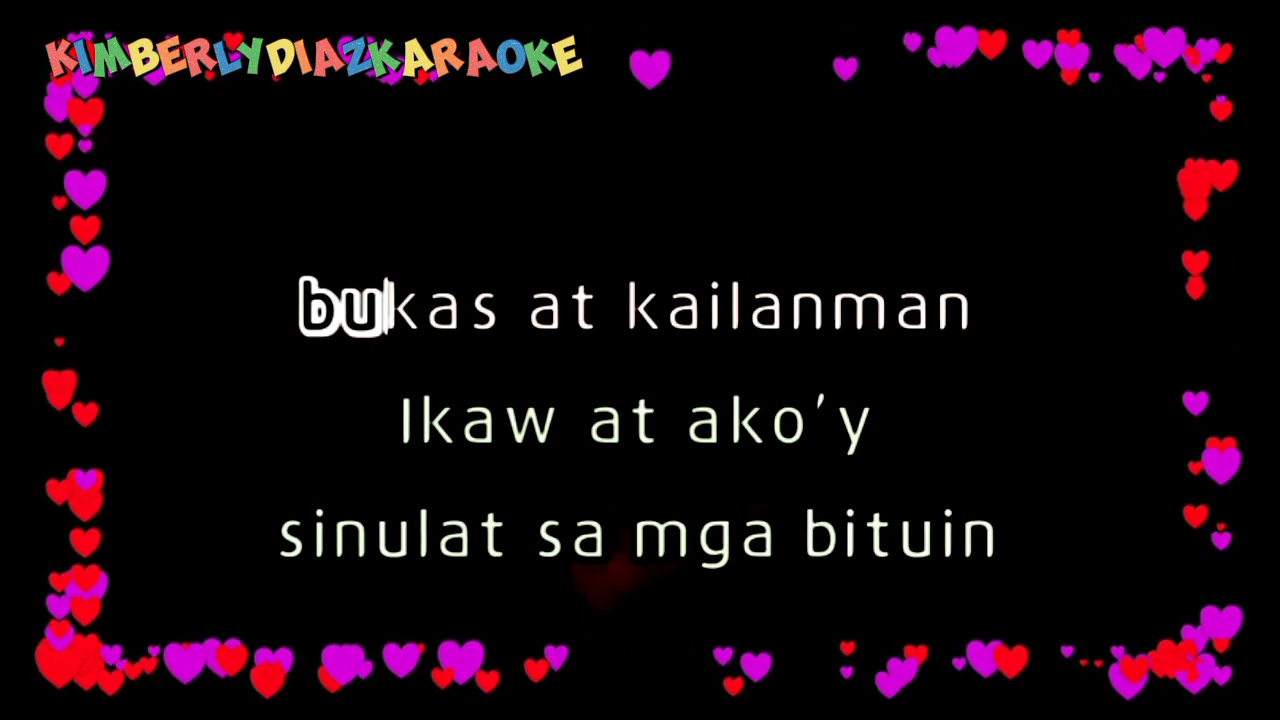 KIMBERLYDIAZKARAOKE
bukas at kailanman
Ikaw at ako'y
sinulat sa mga bituin